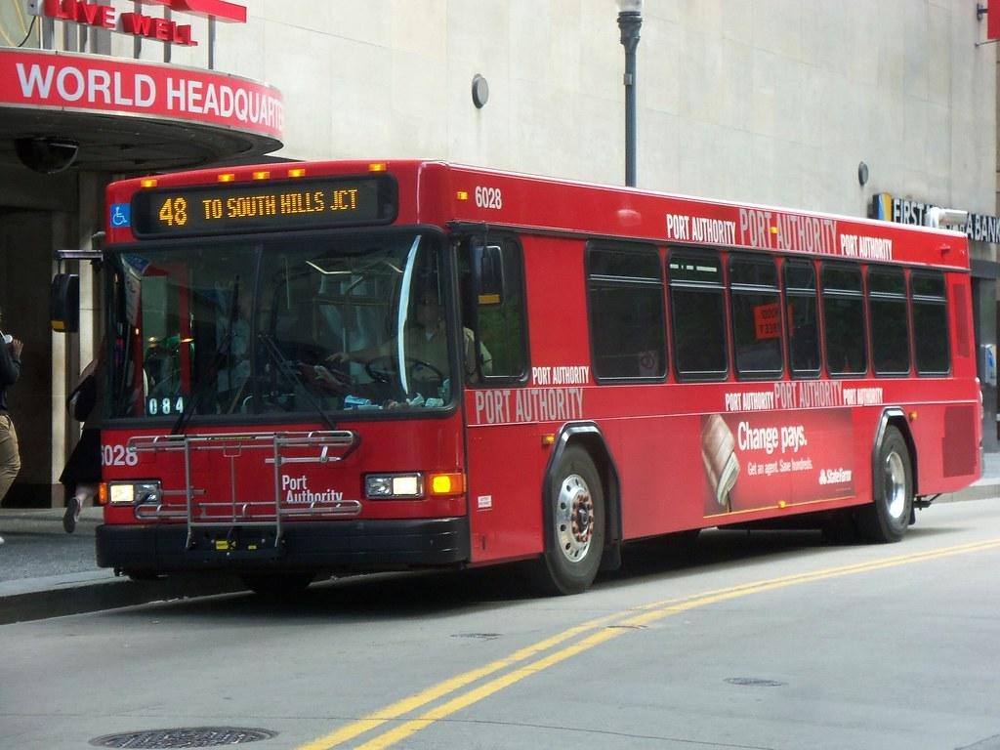 LIVE WELL
WORLD HEADQUARTE
48 TO SOUTH HILLS JCT
6028
PORT AUTHORITY PORT AUTHORITY PORT AUTHORITY
FIRST
BANK
PORT AUTHORITY
PORT AUTHORITY
PORT AUTHORITY PORT AUTHORITY PORT AUTHORITY
084
6028
Port
Authority
Change pays.
Get an agent. Save hundreds.
StateFarm